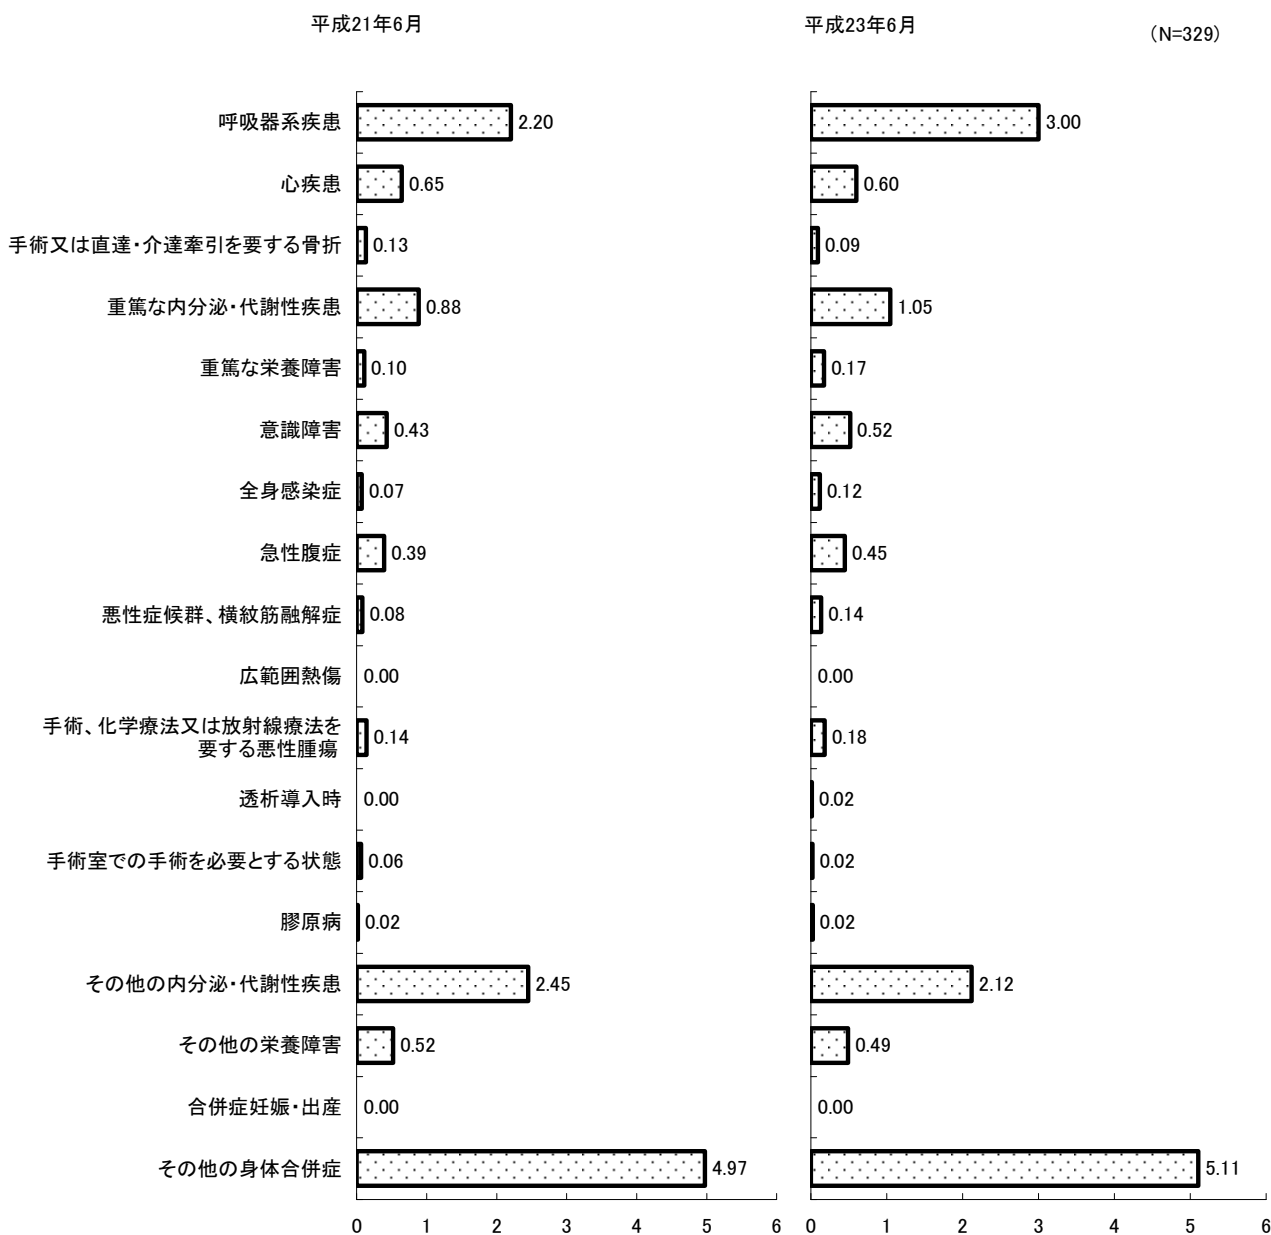 平成21年6月 平成23年6月 (N=329)
呼吸器系疾患 2.20 3.00
心疾患 0.65 0.60
手術又は直達・介達牽引を要する骨折 0.13 0.09
重篤な内分泌・代謝性疾患 0.88 1.05
重篤な栄養障害 0.10 0.17
意識障害 0.43 0.52
全身感染症 0.07 0.12
急性腹症 0.39 0.45
悪性症候群、横紋筋融解症 0.08 0.14
広範囲熱傷 0.00 0.00
手術、化学療法又は放射線療法を
要する悪性腫瘍 0.14 0.18
透析導入時 0.00 0.02
手術室での手術を必要とする状態 0.06 0.02
膠原病 0.02 0.02
その他の内分泌・代謝性疾患 2.45 2.12
その他の栄養障害 0.52 0.49
合併症妊娠・出産 0.00 0.00
その他の身体合併症 4.97 5.11
0 1 2 3 4 5 6 0 1 2 3 4 5 6